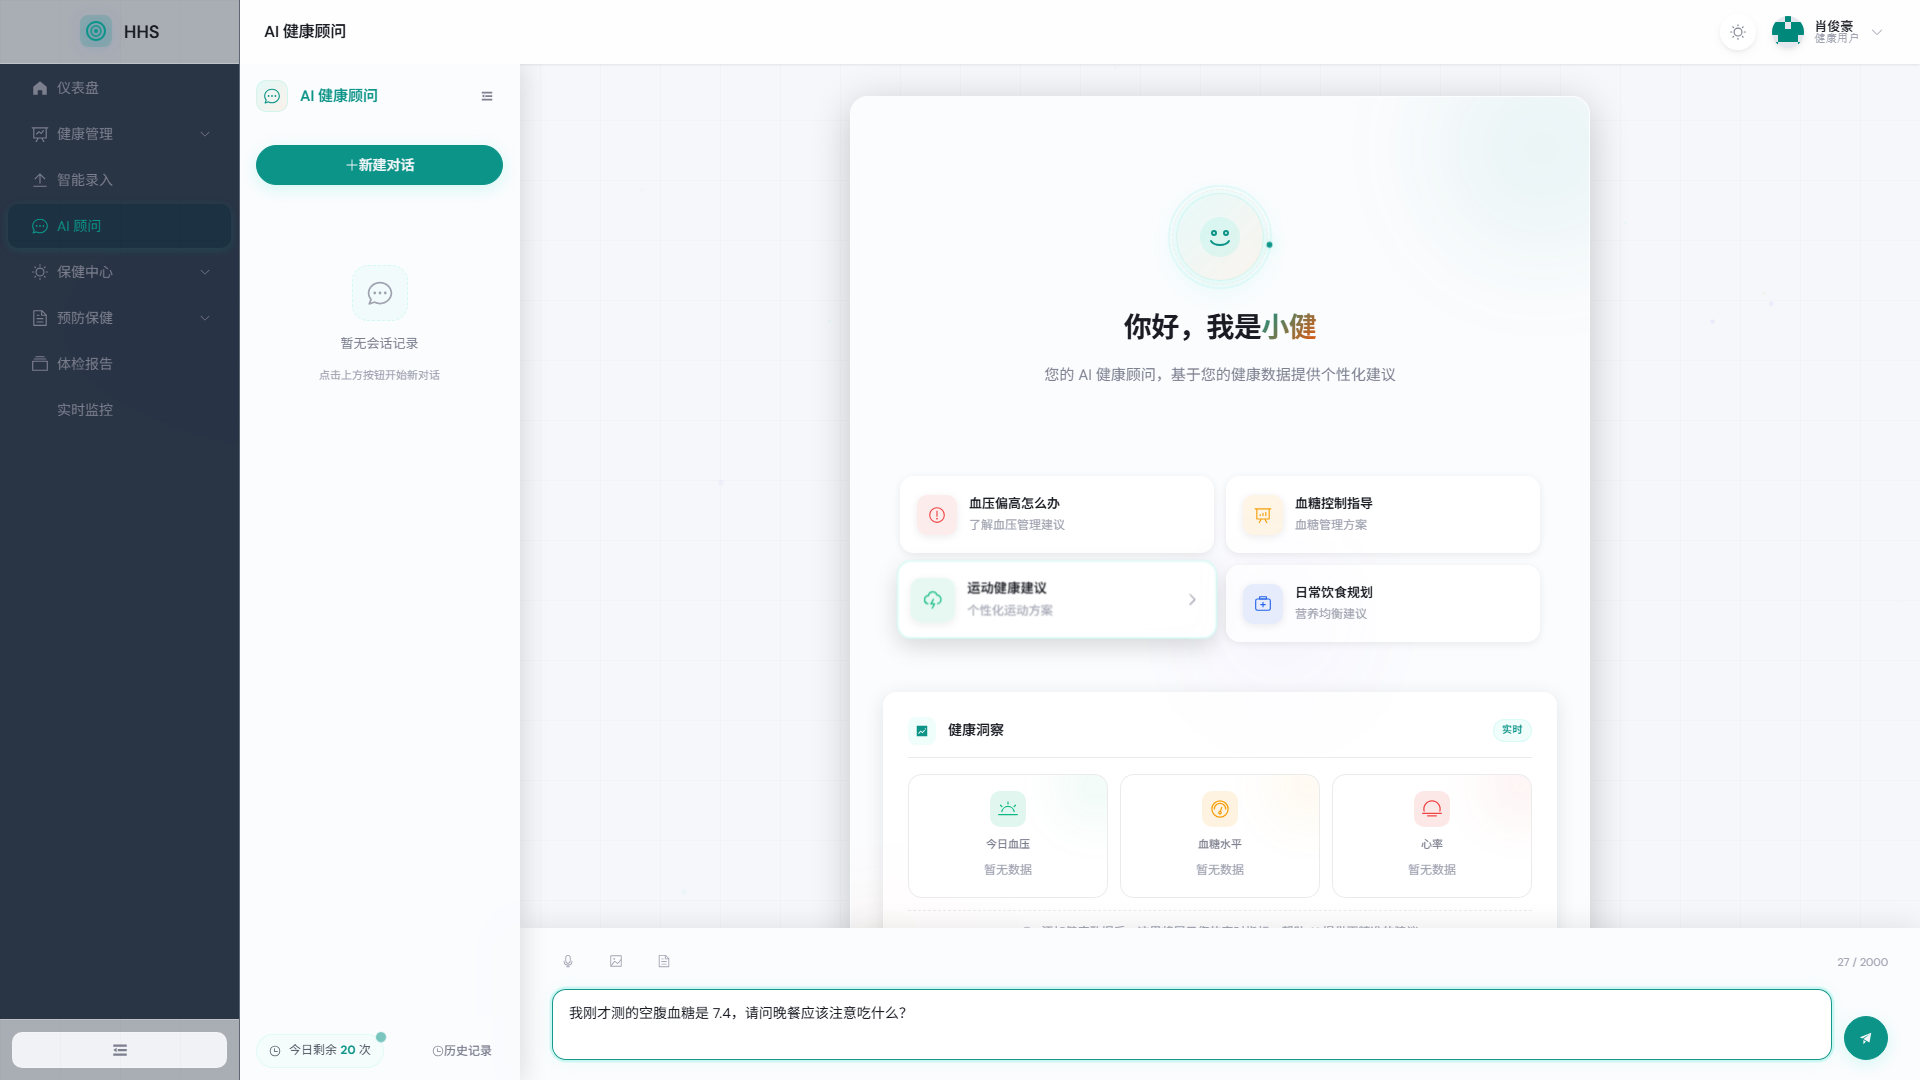 HHS
AI 健康顾问
肖俊豪
健康用户
仪表盘
健康管理
智能录入
AI 顾问
保健中心
预防保健
体检报告
实时监控
AI 健康顾问
+新建对话
暂无会话记录
点击上方按钮开始新对话
今日剩余 20 次
历史记录
你好，我是小健
您的 AI 健康顾问，基于您的健康数据提供个性化建议
血压偏高怎么办
了解血压管理建议
血糖控制指导
血糖管理方案
运动健康建议
个性化运动方案
日常饮食规划
营养均衡建议
健康洞察
实时
今日血压
暂无数据
血糖水平
暂无数据
心率
暂无数据
27 / 2000
我刚才测的空腹血糖是 7.4，请问晚餐应该注意吃什么？